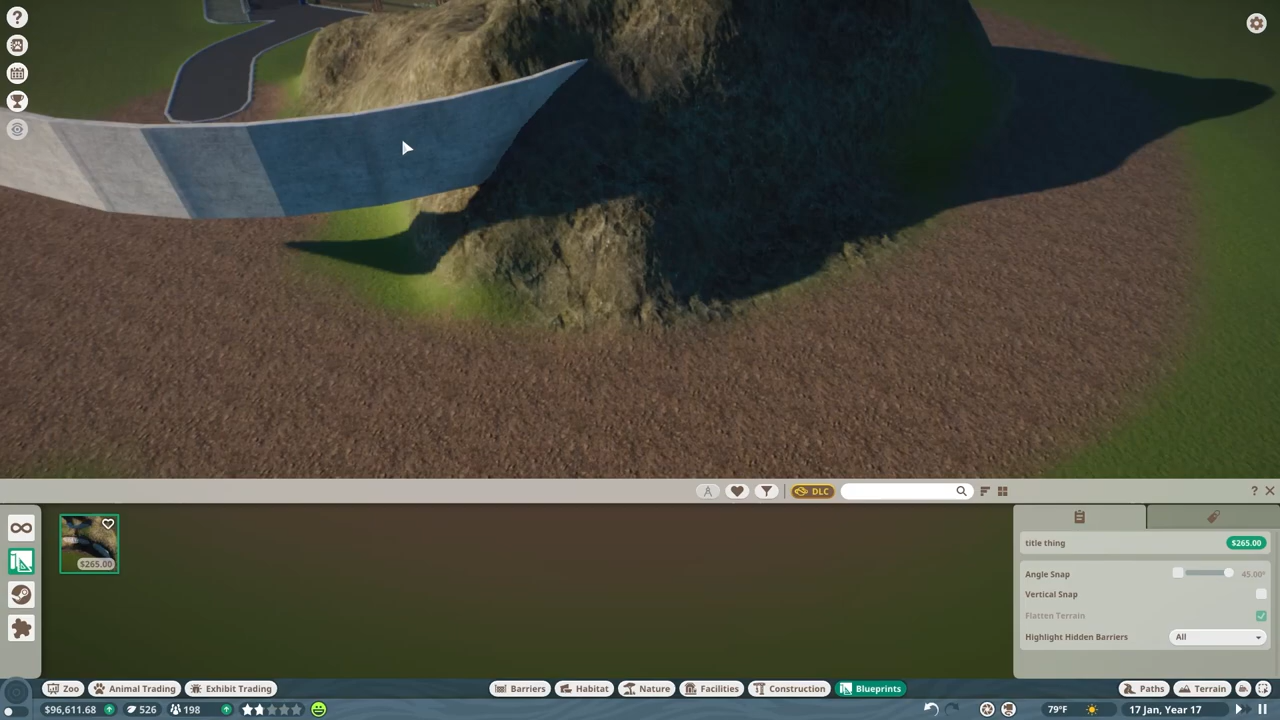 DLC
?
$265.00
title thing
$265.00
Angle Snap
45.00°
Vertical Snap
Flatten Terrain
Highlight Hidden Barriers
All
Zoo
Animal Trading
Exhibit Trading
Barriers
Habitat
Nature
Facilities
Construction
Blueprints
Paths
Terrain
$96,611.68
526
198
79°F
17 Jan, Year 17